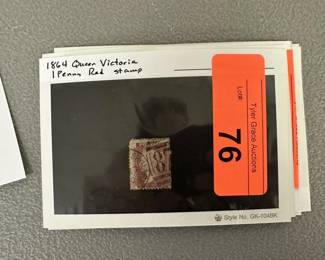 1864 Queen Victoria
1 Penny Red stamp
Tyler Grace Auctions
Lot#:
76
Style No. GK-104BK